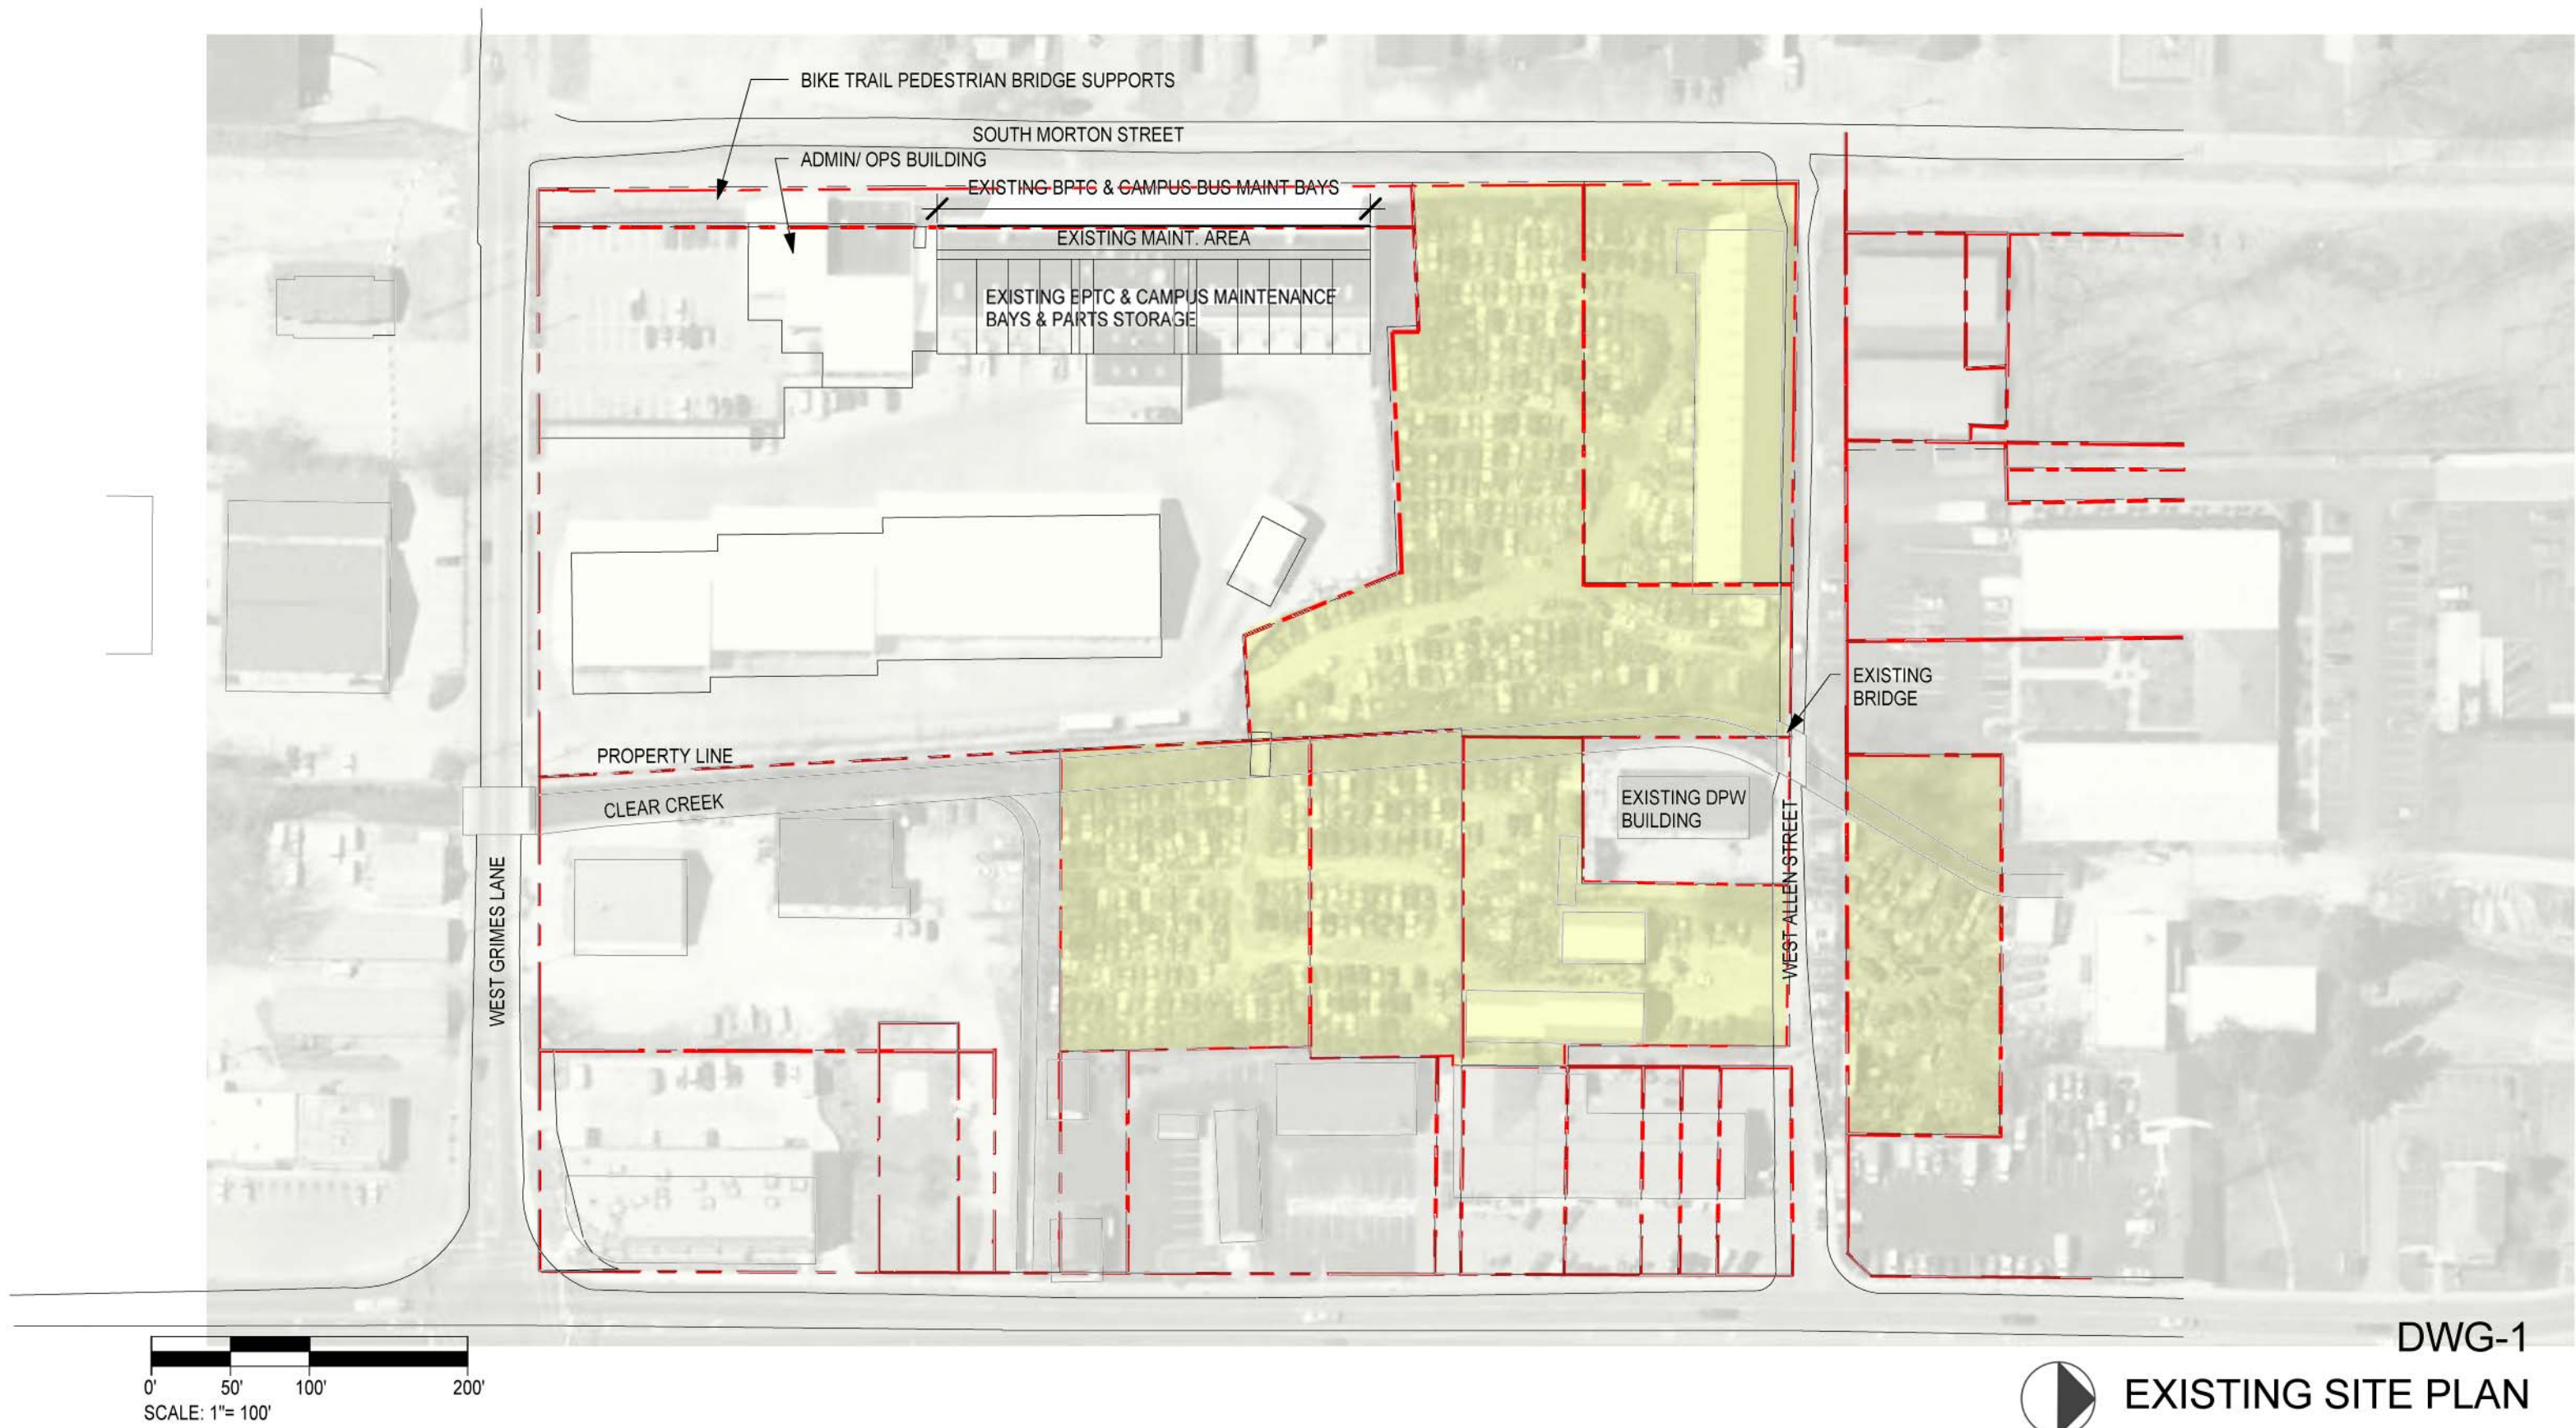 BIKE TRAIL PEDESTRIAN BRIDGE SUPPORTS
SOUTH MORTON STREET
ADMIN/ OPS BUILDING
EXISTING BPTC & CAMPUS BUS MAINT BAYS
EXISTING MAINT. AREA
EXISTING BPTC & CAMPUS MAINTENANCE
BAYS & PARTS STORAGE
EXISTING
BRIDGE
PROPERTY LINE
CLEAR CREEK
EXISTING DPW
BUILDING
WEST GRIMES LANE
WEST ALLEN STREET
DWG-1
0' 50' 100' 200'
SCALE: 1"= 100'
EXISTING SITE PLAN